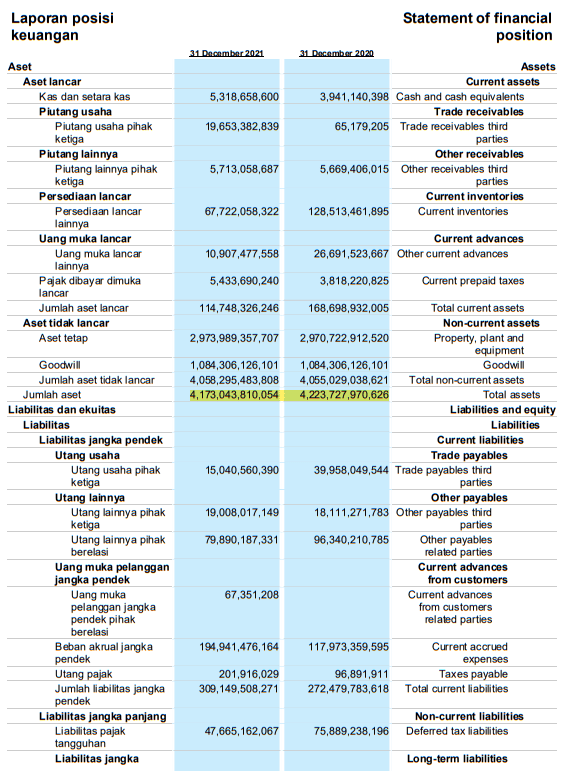 Laporan posisi keuangan Statement of financial position
31 December 2021 31 December 2020
Aset Assets
Aset lancar Current assets
Kas dan setara kas 5,318,658,600 3,941,140,398 Cash and cash equivalents
Piutang usaha Trade receivables
Piutang usaha pihak ketiga 19,653,382,839 65,179,205 Trade receivables third parties
Piutang lainnya Other receivables
Piutang lainnya pihak ketiga 5,713,058,687 5,669,406,015 Other receivables third parties
Persediaan lancar Current inventories
Persediaan lancar lainnya 67,722,058,322 128,513,461,895 Current inventories
Uang muka lancar Current advances
Uang muka lancar lainnya 10,907,477,558 26,691,523,667 Other current advances
Pajak dibayar dimuka lancar 5,433,690,240 3,818,220,825 Current prepaid taxes
Jumlah aset lancar 114,748,326,246 168,698,932,005 Total current assets
Aset tidak lancar Non-current assets
Aset tetap 2,973,989,357,707 2,970,722,912,520 Property, plant and equipment
Goodwill 1,084,306,126,101 1,084,306,126,101 Goodwill
Jumlah aset tidak lancar 4,058,295,483,808 4,055,029,038,621 Total non-current assets
Jumlah aset 4,173,043,810,054 4,223,727,970,626 Total assets
Liabilitas dan ekuitas Liabilities and equity
Liabilitas Liabilities
Liabilitas jangka pendek Current liabilities
Utang usaha Trade payables
Utang usaha pihak ketiga 15,040,560,390 39,958,049,544 Trade payables third parties
Utang lainnya Other payables
Utang lainnya pihak ketiga 19,008,017,149 18,111,271,783 Other payables third parties
Utang lainnya pihak berelasi 79,890,187,331 96,340,210,785 Other payables related parties
Uang muka pelanggan jangka pendek Current advances from customers
Uang muka pelanggan jangka pendek pihak berelasi 67,351,208 Current advances from customers related parties
Beban akrual jangka pendek 194,941,476,164 117,973,359,595 Current accrued expenses
Utang pajak 201,916,029 96,891,911 Taxes payable
Jumlah liabilitas jangka pendek 309,149,508,271 272,479,783,618 Total current liabilities
Liabilitas jangka panjang Non-current liabilities
Liabilitas pajak tangguhan 47,665,162,067 75,889,238,196 Deferred tax liabilities
Liabilitas jangka Long-term liabilities